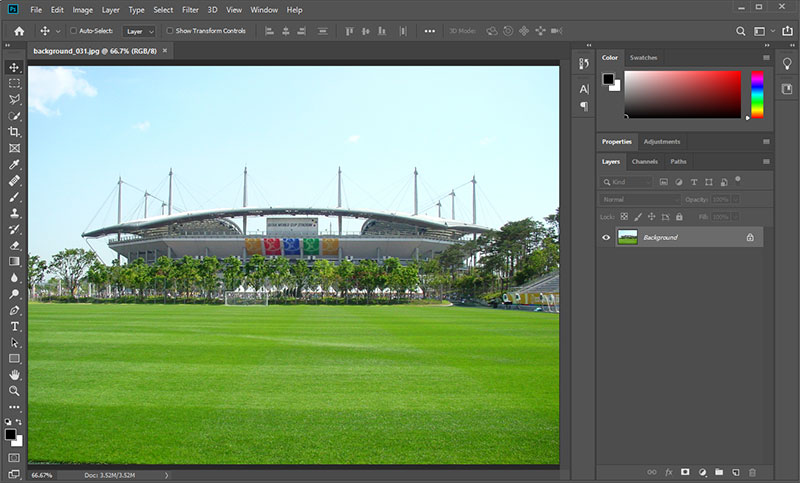 Ps File Edit Image Layer Type Select Filter 3D View Window Help
Auto-Select: Layer Show Transform Controls 3D Mode:
background_031.jpg @ 66.7% (RGB/8) ×
Color Swatches
A
Properties Adjustments
Layers Channels Paths
Kind
Normal Opacity: 100%
Lock: Fill: 100%
Background
T
66.67% Doc: 3.52M/3.52M
fx